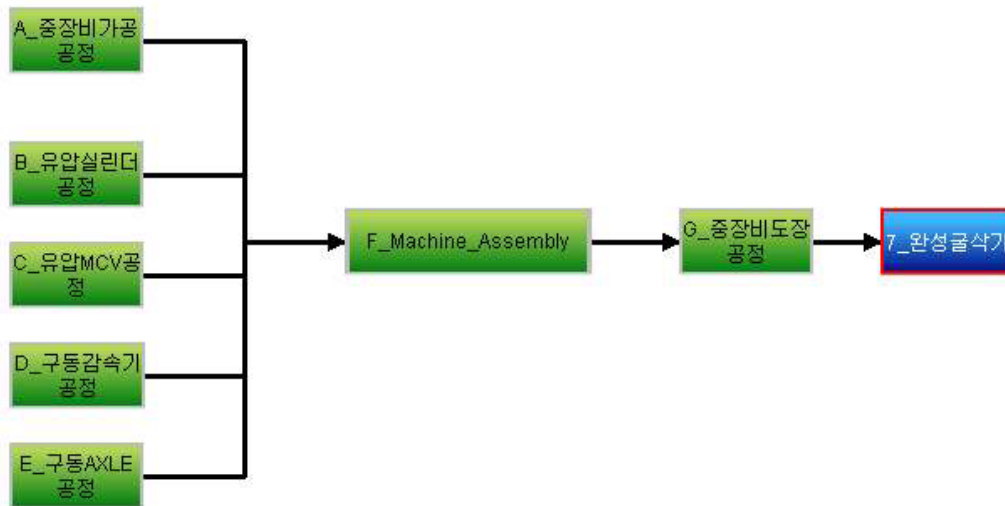 A_중장비가공
공정
B_유압실린더
공정
C_유압MCV공
정
D_구동감속기
공정
E_구동AXLE
공정
F_Machine_Assembly
G_중장비도장
공정
7_완성굴삭기